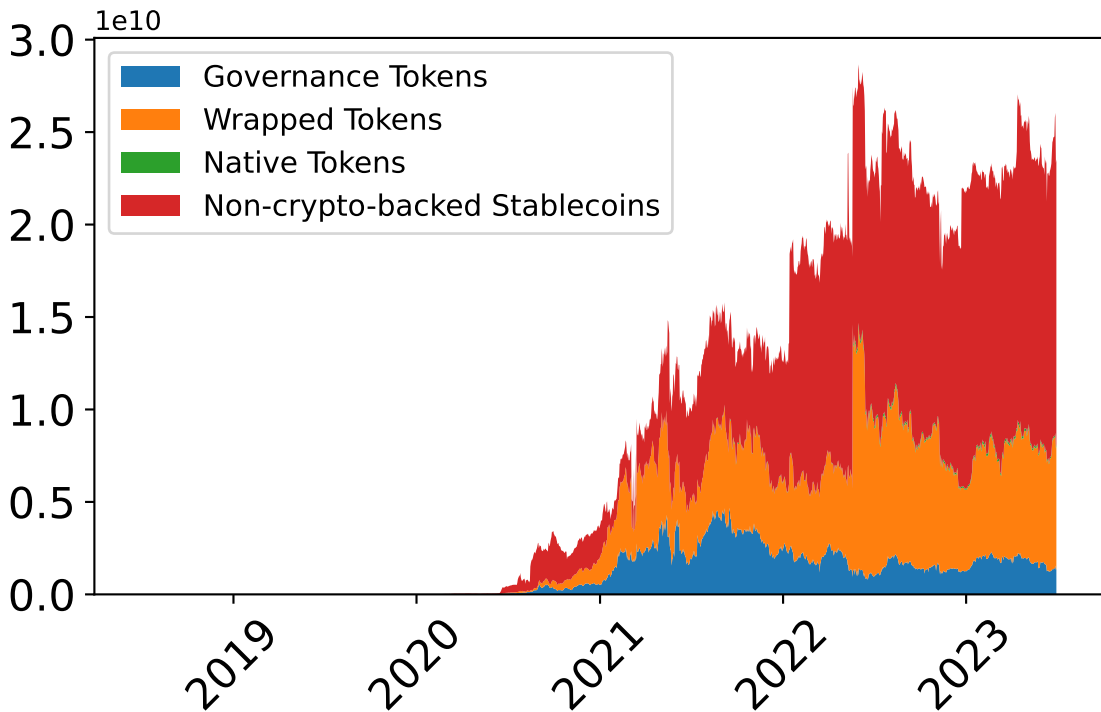 1e10
3.0
2.5
2.0
1.5
1.0
0.5
0.0
Governance Tokens
Wrapped Tokens
Native Tokens
Non-crypto-backed Stablecoins
2019
2020
2021
2022
2023